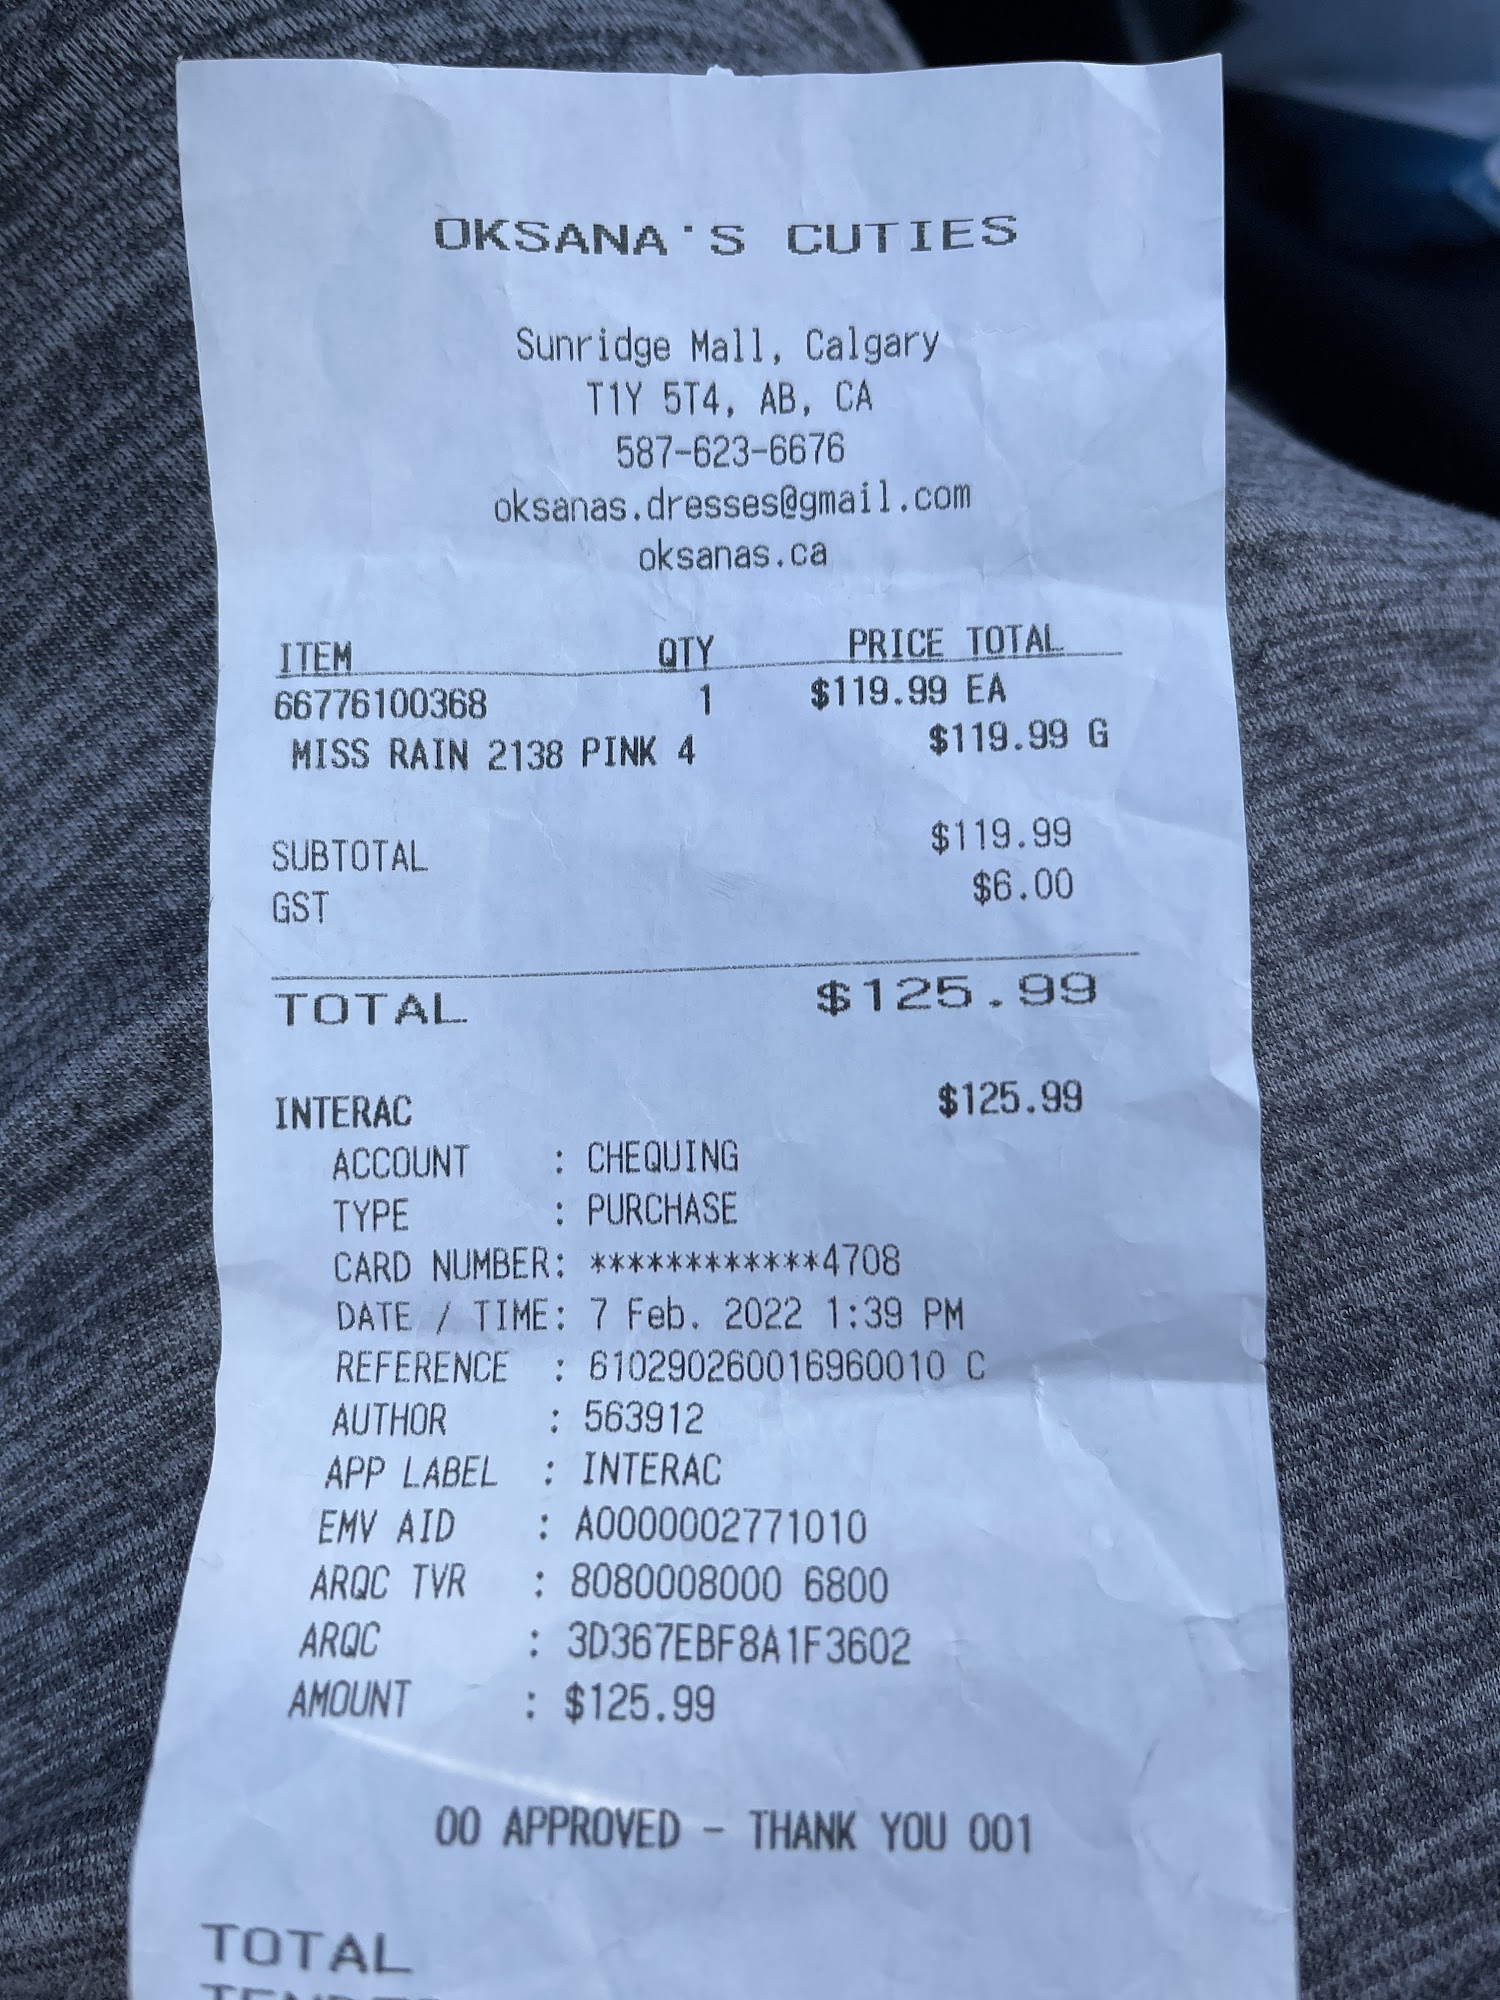 OKSANA'S CUTIES
Sunridge Mall, Calgary
T1Y 5T4, AB, CA
587-623-6676
oksanas.dresses@gmail.com
oksanas.ca
ITEM QTY PRICE TOTAL
66776100368 1 $119.99 EA
MISS RAIN 2138 PINK 4 $119.99 G
SUBTOTAL $119.99
GST $6.00
TOTAL $125.99
INTERAC $125.99
ACCOUNT : CHEQUING
TYPE : PURCHASE
CARD NUMBER: ************4708
DATE / TIME: 7 Feb. 2022 1:39 PM
REFERENCE : 610290260016960010 C
AUTHOR : 563912
APP LABEL : INTERAC
EMV AID : A0000002771010
ARQC TVR : 8080008000 6800
ARQC : 3D367EBF8A1F3602
AMOUNT : $125.99
00 APPROVED - THANK YOU 001
TOTAL